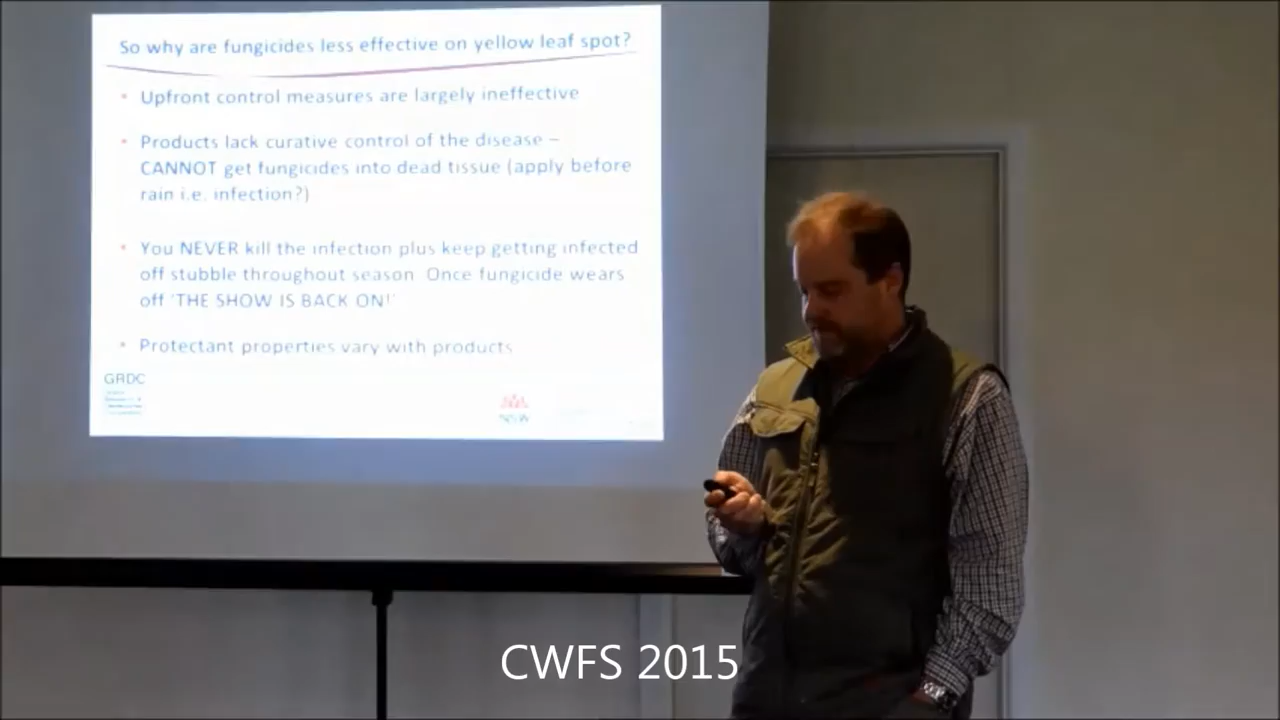 So why are fungicides less effective on yellow leaf spot?
• Upfront control measures are largely ineffective
• Products lack curative control of the disease –
CANNOT get fungicides into dead tissue (apply before
rain i.e. infection?)
• You NEVER kill the infection plus keep getting infected
off stubble throughout season. Once fungicide wears
off ‘THE SHOW IS BACK ON!’
• Protectant properties vary with products
GRDC
NSW
CWFS 2015